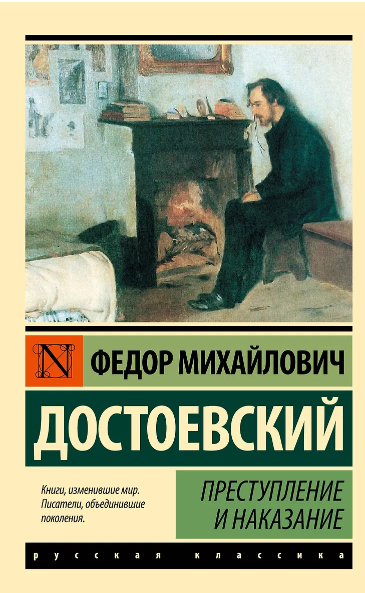 N
ФЕДОР МИХАЙЛОВИЧ
ДОСТОЕВСКИЙ
Книги, изменившие мир.
Писатели, объединившие
поколения.
ПРЕСТУПЛЕНИЕ
И НАКАЗАНИЕ
русская классика